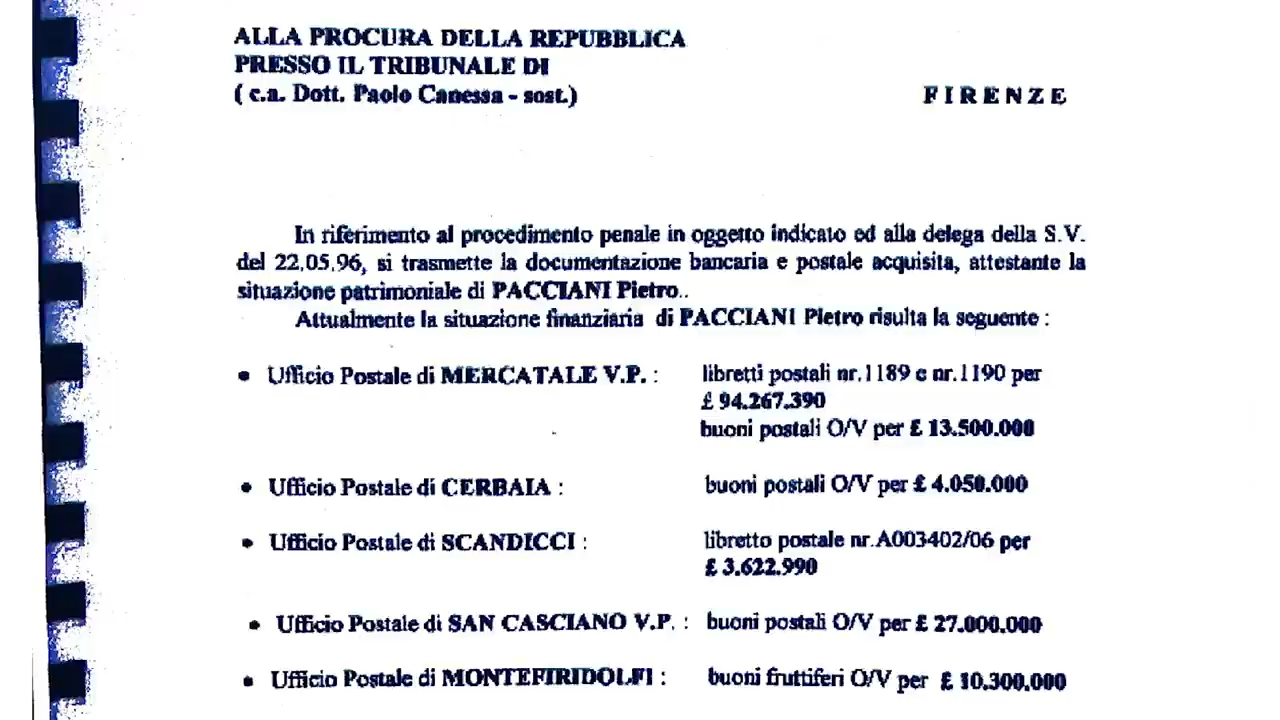 ALLA PROCURA DELLA REPUBBLICA
PRESSO IL TRIBUNALE DI
( c.a. Dott. Paolo Canessa - sost.) FIRENZE
In riferimento al procedimento penale in oggetto indicato ed alla delega della S.V.
del 22.05.96, si trasmette la documentazione bancaria e postale acquisita, attestante la
situazione patrimoniale di PACCIANI Pietro..
Attualmente la situazione finanziaria di PACCIANI Pietro risulta la seguente :
• Ufficio Postale di MERCATALE V.P. : libretti postali nr.1189 e nr.1190 per
£ 94.267.390
buoni postali O/V per £ 13.500.000
• Ufficio Postale di CERBAIA : buoni postali O/V per £ 4.050.000
• Ufficio Postale di SCANDICCI : libretto postale nr.A003402/06 per
£ 3.622.990
• Ufficio Postale di SAN CASCIANO V.P. : buoni postali O/V per £ 27.000.000
• Ufficio Postale di MONTEFIRIDOLFI : buoni fruttiferi O/V per £ 10.300.000